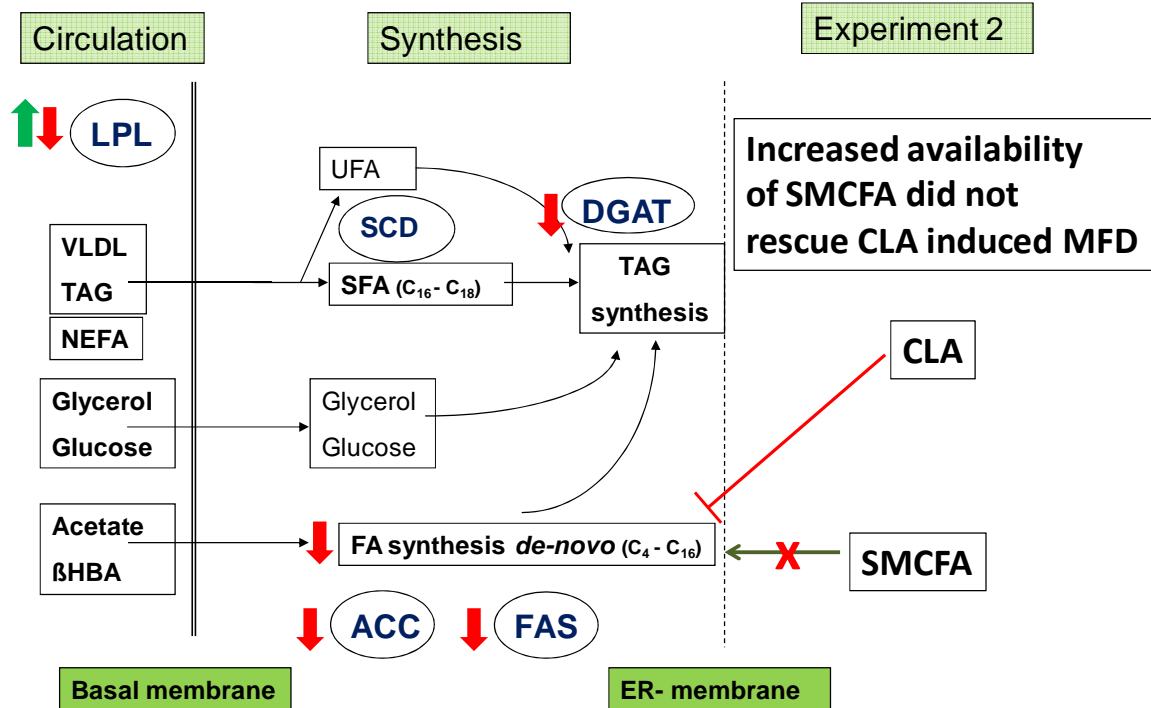 Circulation
Synthesis
Experiment 2
LPL
UFA
SCD
DGAT
Increased availability
of SMCFA did not
rescue CLA induced MFD
VLDL
TAG
NEFA
SFA (C₁₆ - C₁₈)
TAG
synthesis
CLA
Glycerol
Glucose
Glycerol
Glucose
Acetate
ßHBA
FA synthesis de-novo (C₄ - C₁₆)
X
SMCFA
ACC
FAS
Basal membrane
ER- membrane